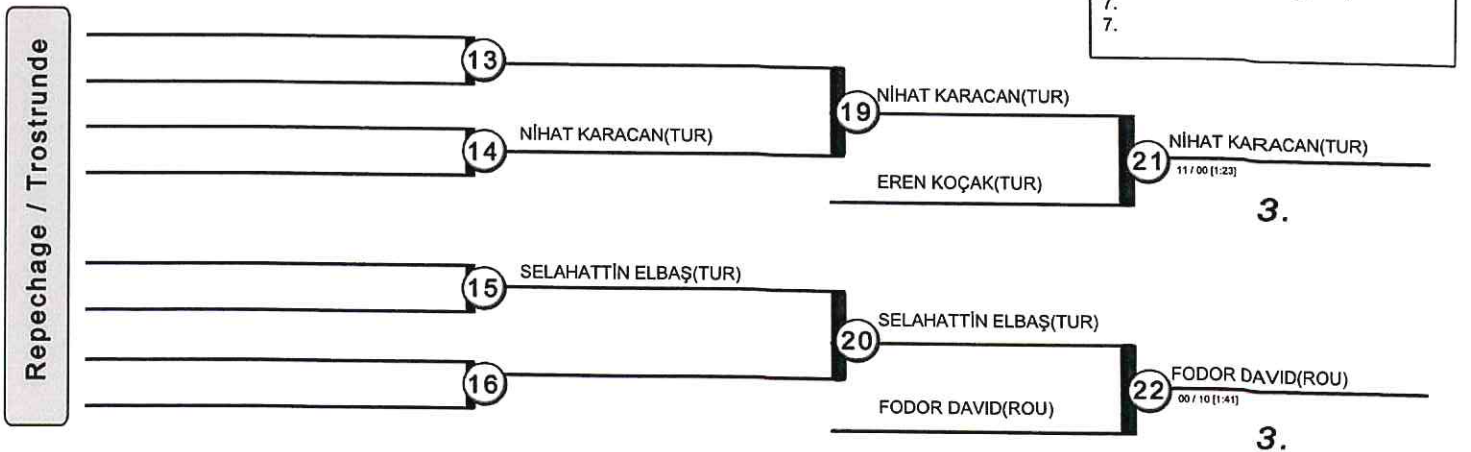 7.
7.
Repechage / Trostrunde
13
14
NİHAT KARACAN(TUR)
19
NİHAT KARACAN(TUR)
EREN KOÇAK(TUR)
21
NİHAT KARACAN(TUR)
11 / 00 [1:23]
3.
15
SELAHATTİN ELBAŞ(TUR)
16
20
SELAHATTİN ELBAŞ(TUR)
FODOR DAVID(ROU)
22
FODOR DAVID(ROU)
00 / 10 [1:41]
3.